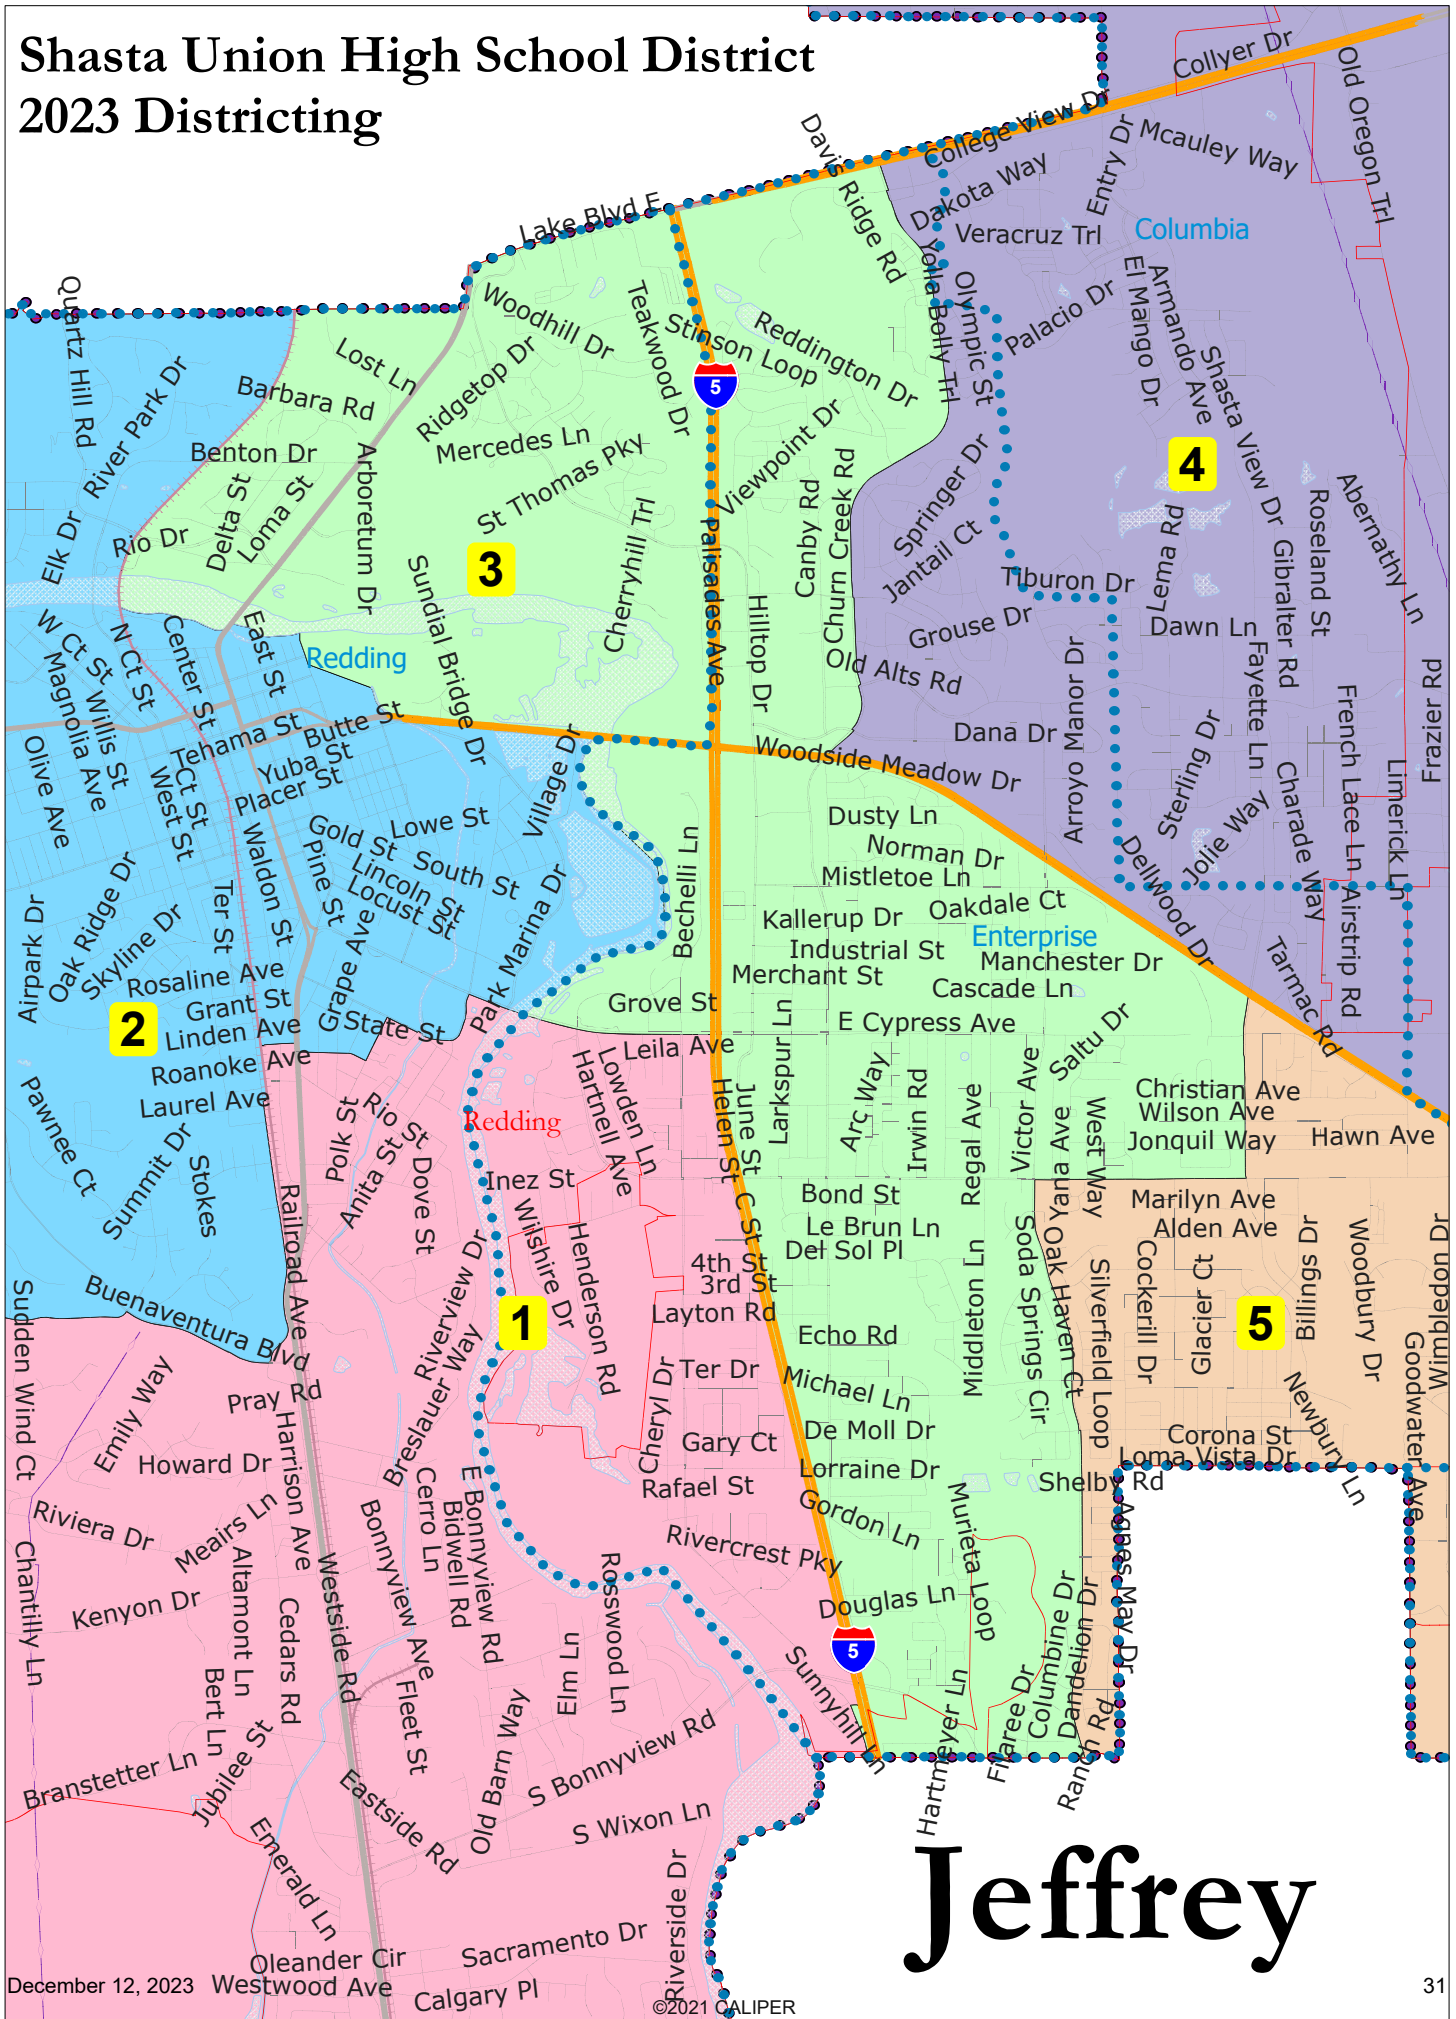 Shasta Union High School District
2023 Districting
Collyer Dr
Old Oregon Trl
College View Dr
Davis Ridge Rd
Entry Dr
Mcauley Way
Dakota Way
Lake Blvd E
Veracruz Trl
Columbia
Yolla Bolly Trl
Olympic St
Palacio Dr
El Mango Dr
Armando Ave
Shasta View Dr
Quartz Hill Rd
River Park Dr
Woodhill Dr
Teakwood Dr
Stinson Loop
Reddington Dr
Lost Ln
Ridgetop Dr
Barbara Rd
5
Benton Dr
Mercedes Ln
Viewpoint Dr
St Thomas Pky
Arboretum Dr
Delta St
Loma St
Elk Dr
Rio Dr
Canby Rd
Churn Creek Rd
Springer Dr
Jantail Ct
4
Lema Rd
Roseland St
Abernathy Ln
Gibralter Rd
3
Cherryhill Trl
Palisades Ave
Hilltop Dr
Tiburon Dr
Grouse Dr
Dawn Ln
Fayette Ln
Sundial Bridge Dr
W Ct St
N Ct St
Center St
East St
Redding
Old Alts Rd
Arroyo Manor Dr
Frazier Rd
Magnolia Ave
Willis St
Olive Ave
Tehama St
Butte St
Yuba St
Placer St
Ct St
West St
Dana Dr
Woodside Meadow Dr
Sterling Dr
French Lace Ln
Limerick Ln
Charade Way
Jolie Way
Village Dr
Gold St
Lowe St
South St
Lincoln St
Locust St
Pine St
Waldon St
Ter St
Bechelli Ln
Dusty Ln
Norman Dr
Mistletoe Ln
Dellwood Dr
Kallerup Dr
Oakdale Ct
Enterprise
Industrial St
Manchester Dr
Merchant St
Cascade Ln
Airpark Dr
Oak Ridge Dr
Skyline Dr
Rosaline Ave
Grant St
Linden Ave
Roanoke Ave
Laurel Ave
2
Grape Ave
State St
Park Marina Dr
Grove St
E Cypress Ave
Saltu Dr
Tarmac Rd
Airstrip Rd
Leila Ave
Lowden Ln
Hartnell Ave
Larkspur Ln
June St
Helen St
C St
Arc Way
Irwin Rd
Regal Ave
Victor Ave
Yana Ave
West Way
Christian Ave
Wilson Ave
Jonquil Way
Hawn Ave
Pawnee Ct
Summit Dr
Stokes
Polk St
Rio St
Anita St
Dove St
Redding
Inez St
Wilshire Dr
Henderson Rd
Bond St
Le Brun Ln
Del Sol Pl
Marilyn Ave
Alden Ave
4th St
3rd St
Layton Rd
Railroad Ave
Riverview Dr
1
Middleton Ln
Soda Springs Cir
Oak Haven Ct
Silverfield Loop
Cockerill Dr
Glacier Ct
5
Billings Dr
Woodbury Dr
Wimbledon Dr
Goodwater Ave
Sudden Wind Ct
Buenaventura Blvd
Breslauer Way
Echo Rd
Ter Dr
Michael Ln
Cheryl Dr
Pray Rd
Emily Way
Howard Dr
Harrison Ave
Gary Ct
De Moll Dr
Lorraine Dr
Rafael St
Gordon Ln
Newbury Ln
Corona St
Loma Vista Dr
Shelby Rd
Riviera Dr
Meairs Ln
Chantilly Ln
Altamont Ln
Kenyon Dr
Cedars Rd
Westside Rd
Bonnyview Ave
Cerro Ln
Bidwell Rd
E Bonnyview Rd
Rosswood Ln
Rivercrest Pky
Murieta Loop
Agnes May Dr
Douglas Ln
5
Columbine Dr
Dandelion Dr
Filaree Dr
Hartmeyer Ln
Ranch Rd
Sunnyhill Ln
Elm Ln
Bert Ln
Fleet St
Old Barn Way
S Bonnyview Rd
S Wixon Ln
Branstetter Ln
Jubilee St
Eastside Rd
Emerald Ln
Riverside Dr
Sacramento Dr
Oleander Cir
Westwood Ave
Calgary Pl
Jeffrey
December 12, 2023
©2021 CALIPER
31